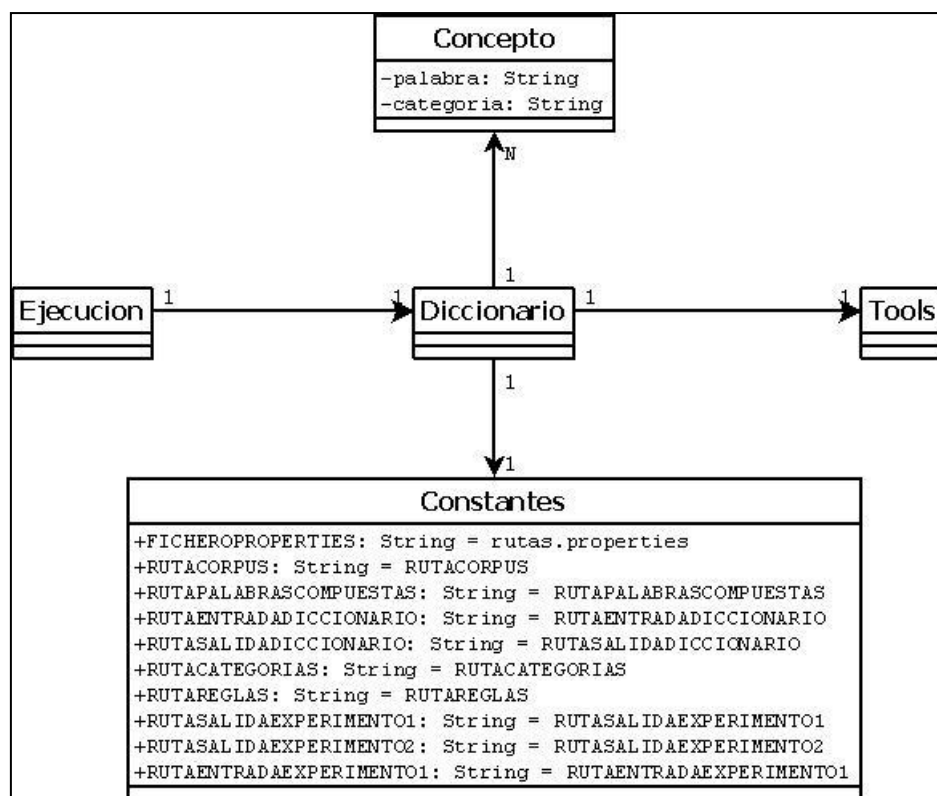 Concepto
-palabra: String
-categoria: String
N
1
Ejecucion
1
1
Diccionario
1
1
Tools
1
1
Constantes
+FICHEROPROPERTIES: String = rutas.properties
+RUTACORPUS: String = RUTACORPUS
+RUTAPALABRASCOMPUESTAS: String = RUTAPALABRASCOMPUESTAS
+RUTAENTRADADICCIONARIO: String = RUTAENTRADADICCIONARIO
+RUTASALIDADICCIONARIO: String = RUTASALIDADICCIONARIO
+RUTACATEGORIAS: String = RUTACATEGORIAS
+RUTAREGLAS: String = RUTAREGLAS
+RUTASALIDAEXPERIMENTO1: String = RUTASALIDAEXPERIMENTO1
+RUTASALIDAEXPERIMENTO2: String = RUTASALIDAEXPERIMENTO2
+RUTAENTRADAEXPERIMENTO1: String = RUTAENTRADAEXPERIMENTO1